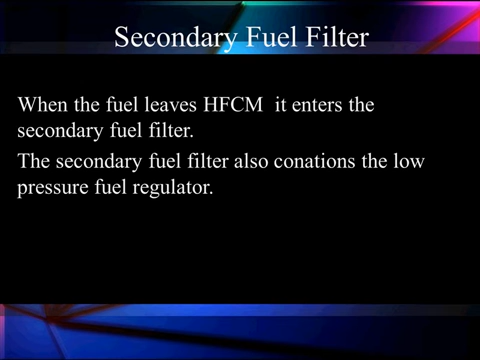 Secondary Fuel Filter
When the fuel leaves HFCM  it enters the
secondary fuel filter.
The secondary fuel filter also conations the low
pressure fuel regulator.